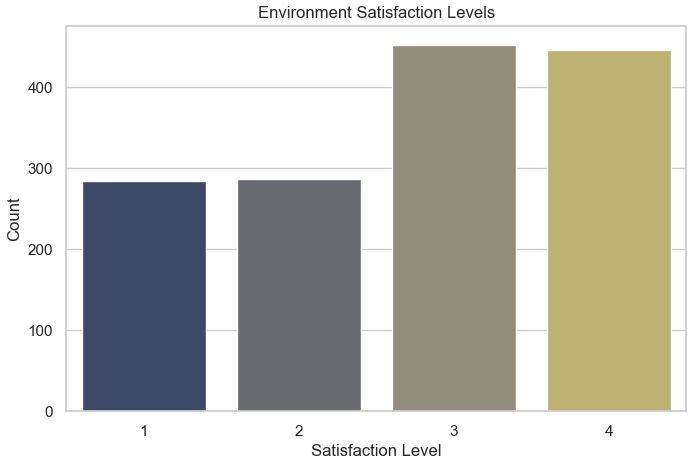 Environment Satisfaction Levels
400
300
200
100
0
Count
1 2 3 4
Satisfaction Level